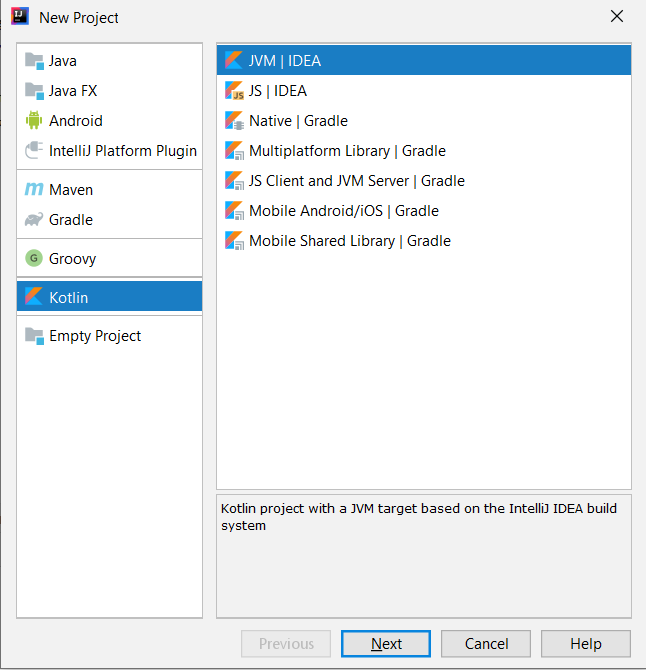 New Project
Java
Java FX
Android
IntelliJ Platform Plugin
Maven
Gradle
Groovy
Kotlin
Empty Project
JVM | IDEA
JS | IDEA
Native | Gradle
Multiplatform Library | Gradle
JS Client and JVM Server | Gradle
Mobile Android/iOS | Gradle
Mobile Shared Library | Gradle
Kotlin project with a JVM target based on the IntelliJ IDEA build
system
Previous
Next
Cancel
Help